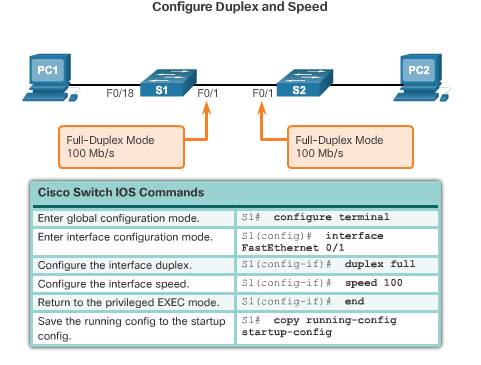 Configure Duplex and Speed
PC1
S1
S2
PC2
F0/18
F0/1
F0/1
Full-Duplex Mode
100 Mb/s
Full-Duplex Mode
100 Mb/s
Cisco Switch IOS Commands
Enter global configuration mode. S1# configure terminal
Enter interface configuration mode. S1(config)# interface
FastEthernet 0/1
Configure the interface duplex. S1(config-if)# duplex full
Configure the interface speed. S1(config-if)# speed 100
Return to the privileged EXEC mode. S1(config-if)# end
Save the running config to the startup
config.
S1# copy running-config
startup-config